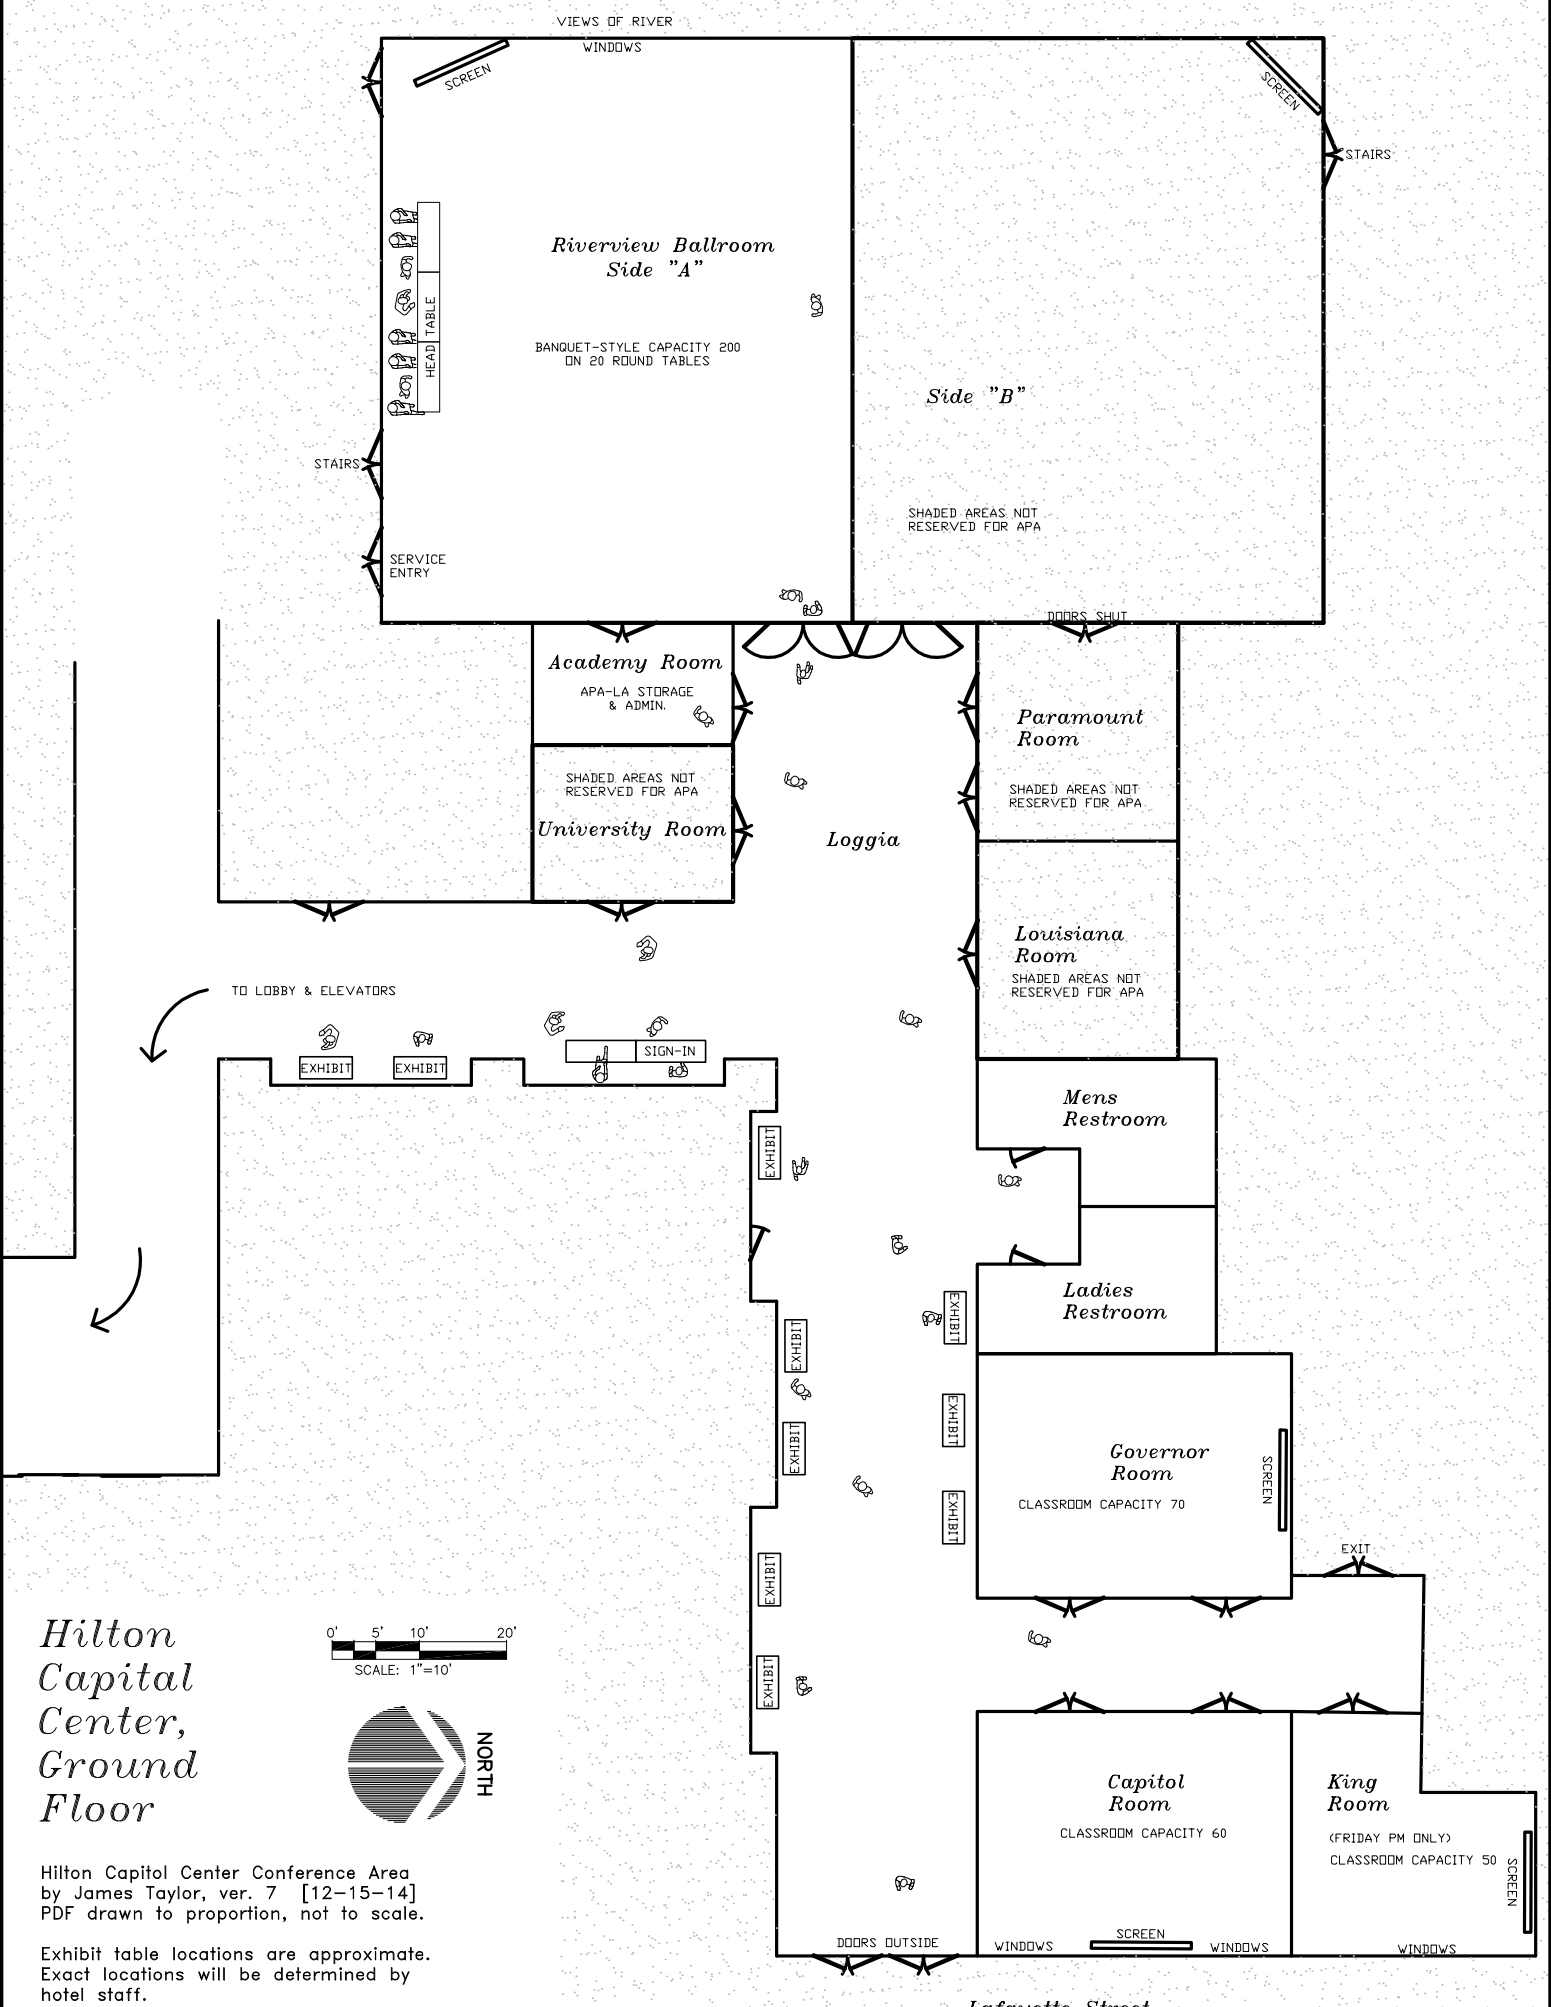 VIEWS OF RIVER
WINDOWS
SCREEN
SCREEN
STAIRS
Riverview Ballroom
Side "A"
HEAD TABLE
BANQUET-STYLE CAPACITY 200
ON 20 ROUND TABLES
Side "B"
STAIRS
SHADED AREAS NOT
RESERVED FOR APA
SERVICE
ENTRY
DOORS SHUT
Academy Room
APA-LA STORAGE
& ADMIN.
Paramount
Room
SHADED AREAS NOT
RESERVED FOR APA
SHADED AREAS NOT
RESERVED FOR APA
University Room
Loggia
Louisiana
Room
SHADED AREAS NOT
RESERVED FOR APA
TO LOBBY & ELEVATORS
EXHIBIT
EXHIBIT
SIGN-IN
Mens
Restroom
EXHIBIT
Ladies
Restroom
EXHIBIT
EXHIBIT
EXHIBIT
EXHIBIT
EXHIBIT
Governor
Room
CLASSROOM CAPACITY 70
SCREEN
EXIT
EXHIBIT
EXHIBIT
Hilton
Capital
Center,
Ground
Floor
0' 5' 10' 20'
SCALE: 1"=10'
NORTH
Capitol
Room
CLASSROOM CAPACITY 60
King
Room
(FRIDAY PM ONLY)
CLASSROOM CAPACITY 50
SCREEN
Hilton Capitol Center Conference Area
by James Taylor, ver. 7 [12-15-14]
PDF drawn to proportion, not to scale.
Exhibit table locations are approximate.
Exact locations will be determined by
hotel staff.
DOORS OUTSIDE
WINDOWS
SCREEN
WINDOWS
WINDOWS
Lafayette Street